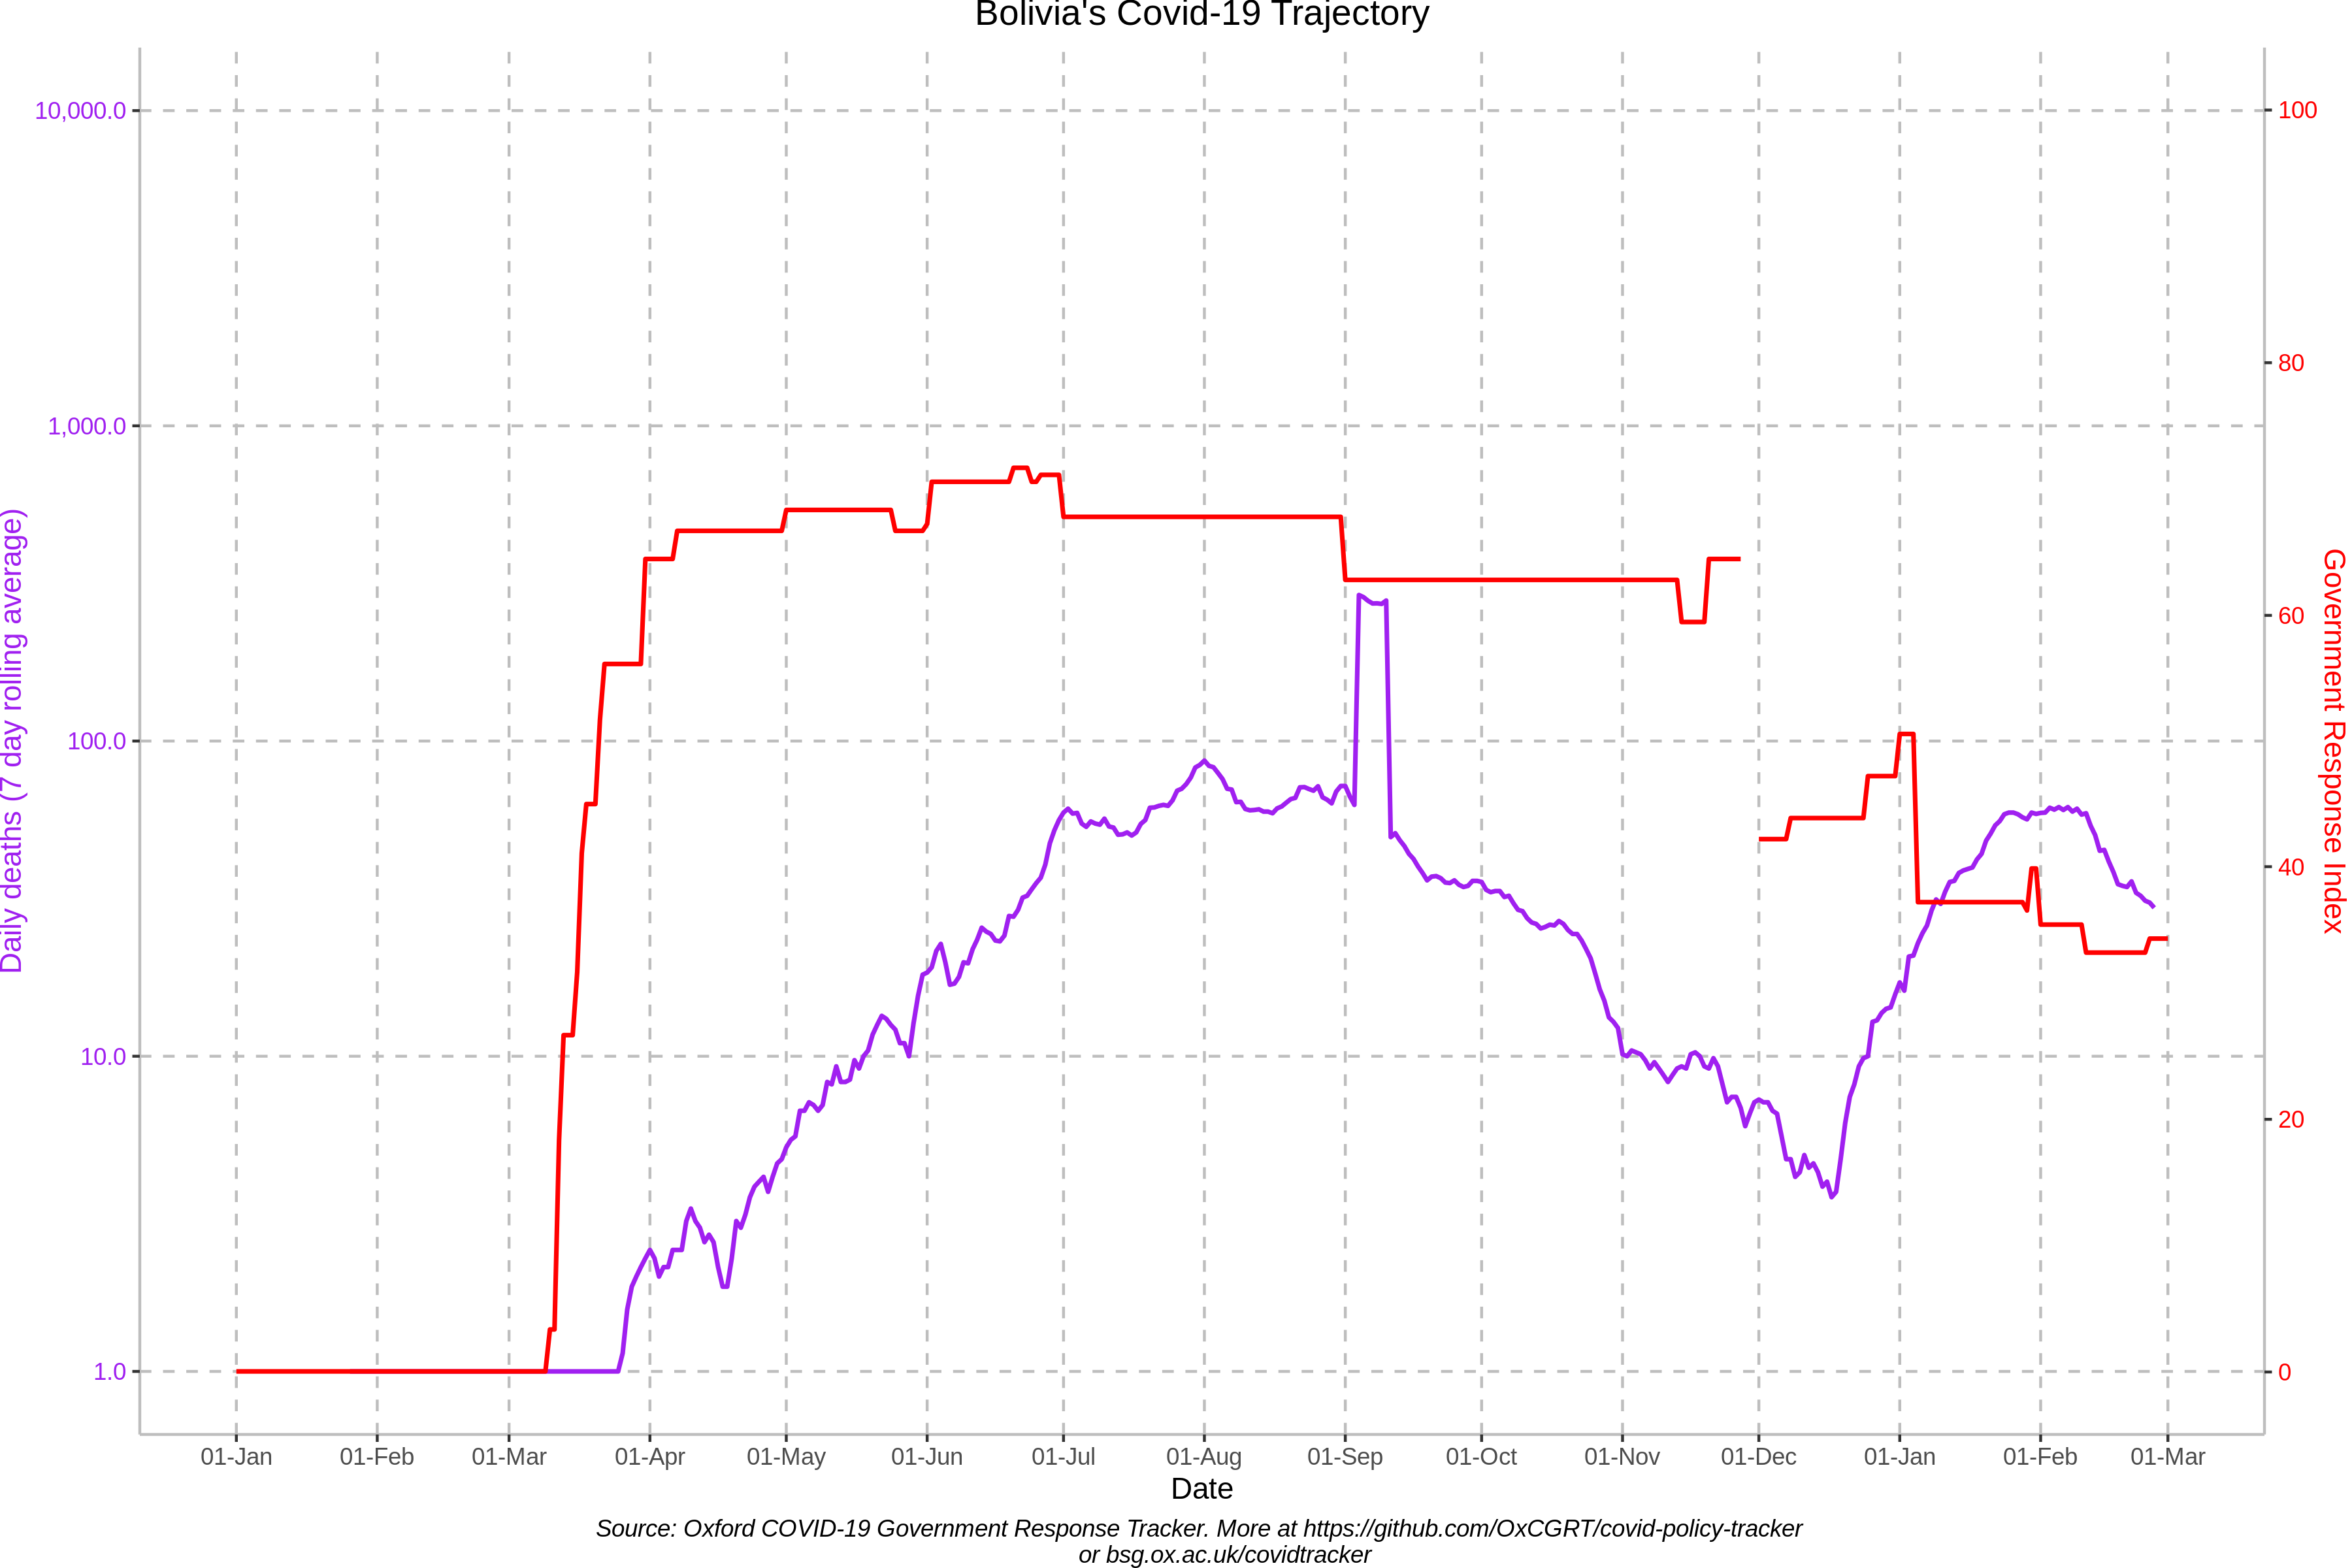 Bolivia's Covid-19 Trajectory
10,000.0
1,000.0
100.0
10.0
1.0
Daily deaths (7 day rolling average)
100
80
60
40
20
0
Government Response Index
01-Jan
01-Feb
01-Mar
01-Apr
01-May
01-Jun
01-Jul
01-Aug
01-Sep
01-Oct
01-Nov
01-Dec
01-Jan
01-Feb
01-Mar
Date
Source: Oxford COVID-19 Government Response Tracker. More at https://github.com/OxCGRT/covid-policy-tracker
or bsg.ox.ac.uk/covidtracker